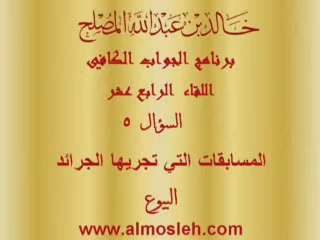 خالد بن عبد الله المصلح
برنامج الجواب الكافي
اللقاء الرابع عشر
السؤال ٥
المسابقات التي تجريها الجرائد
البيوع
www.almosleh.com